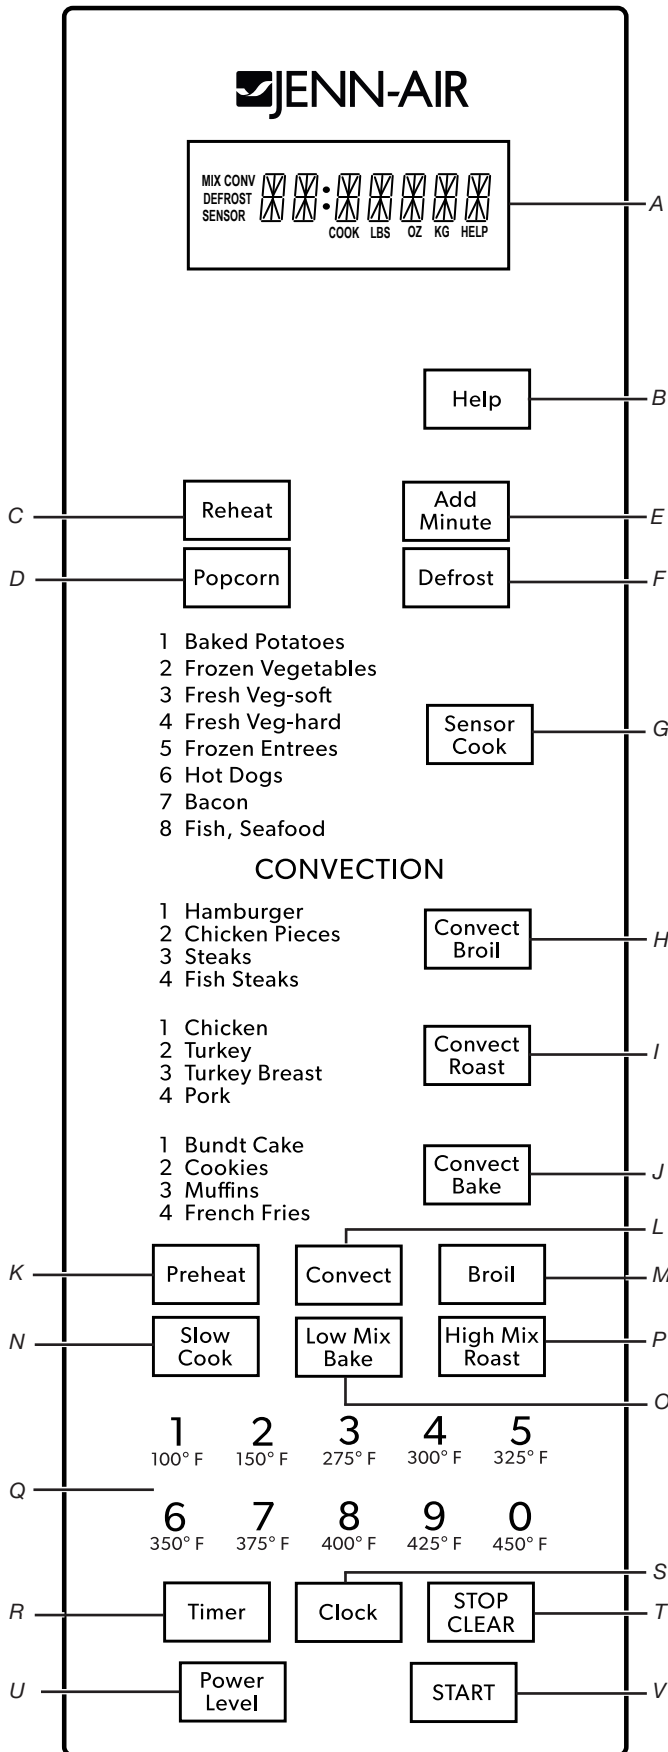 JENN-AIR
MIX CONV
DEFROST
SENSOR
COOK LBS OZ KG HELP
A
Help
B
C
Reheat
Add
Minute
E
D
Popcorn
Defrost
F
1 Baked Potatoes
2 Frozen Vegetables
3 Fresh Veg-soft
4 Fresh Veg-hard
5 Frozen Entrees
6 Hot Dogs
7 Bacon
8 Fish, Seafood
Sensor
Cook
G
CONVECTION
1 Hamburger
2 Chicken Pieces
3 Steaks
4 Fish Steaks
Convect
Broil
H
1 Chicken
2 Turkey
3 Turkey Breast
4 Pork
Convect
Roast
I
1 Bundt Cake
2 Cookies
3 Muffins
4 French Fries
Convect
Bake
J
L
K
Preheat
Convect
Broil
M
N
Slow
Cook
Low Mix
Bake
High Mix
Roast
P
O
1 2 3 4 5
100° F 150° F 275° F 300° F 325° F
Q
6 7 8 9 0
350° F 375° F 400° F 425° F 450° F
S
R
Timer
Clock
STOP
CLEAR
T
U
Power
Level
START
V